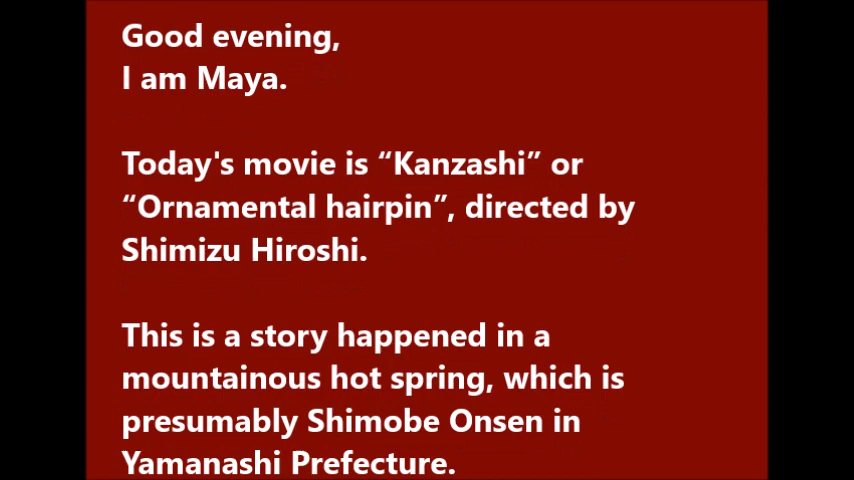 Good evening,
I am Maya.
Today's movie is “Kanzashi” or
“Ornamental hairpin”, directed by
Shimizu Hiroshi.
This is a story happened in a
mountainous hot spring, which is
presumably Shimobe Onsen in
Yamanashi Prefecture.